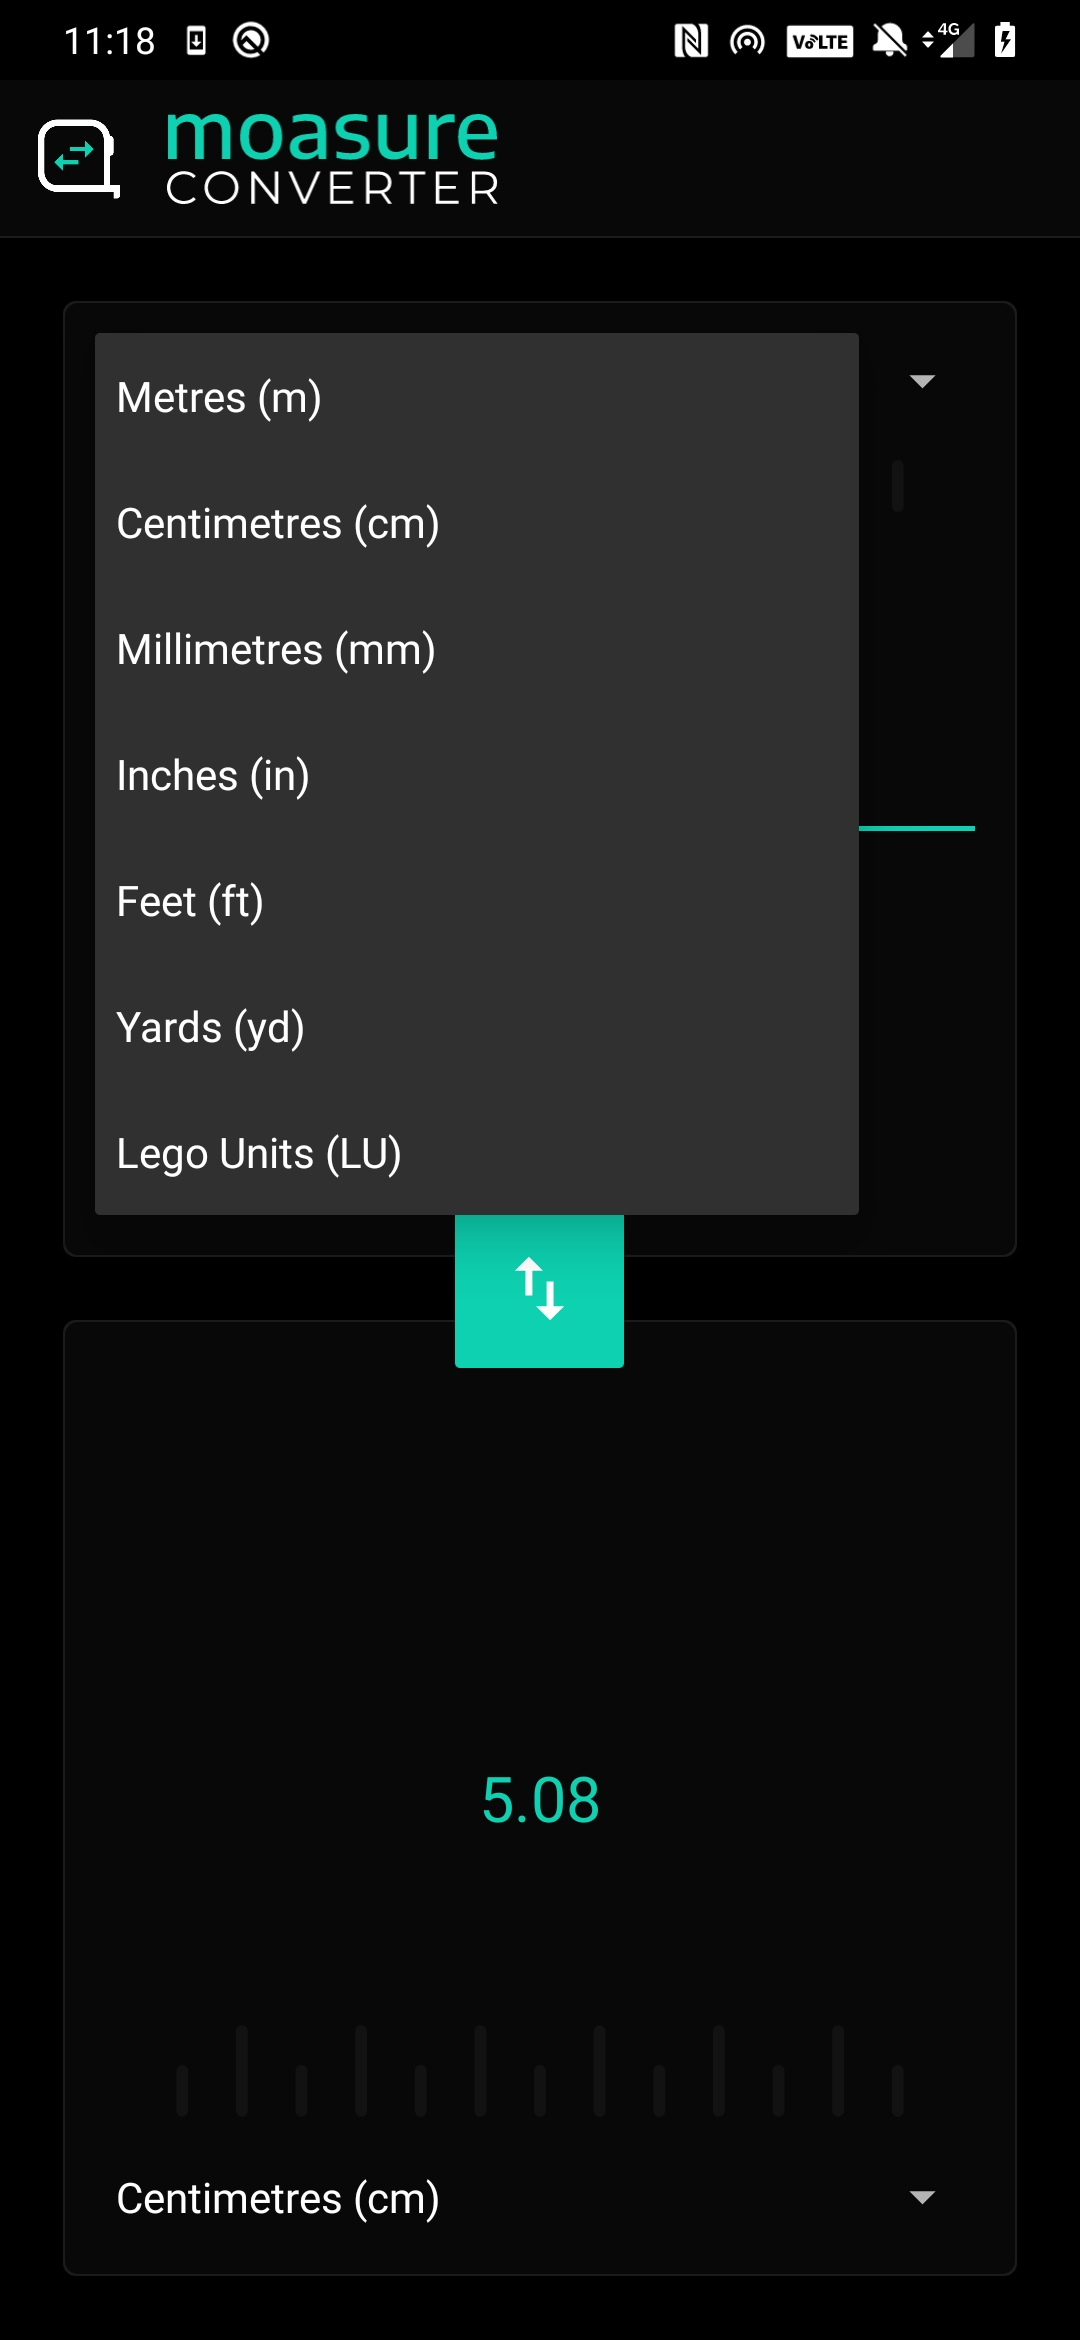 11:18 VoLTE 4G
moasure
CONVERTER
Metres (m)
Centimetres (cm)
Millimetres (mm)
Inches (in)
Feet (ft)
Yards (yd)
Lego Units (LU)
5.08
Centimetres (cm)